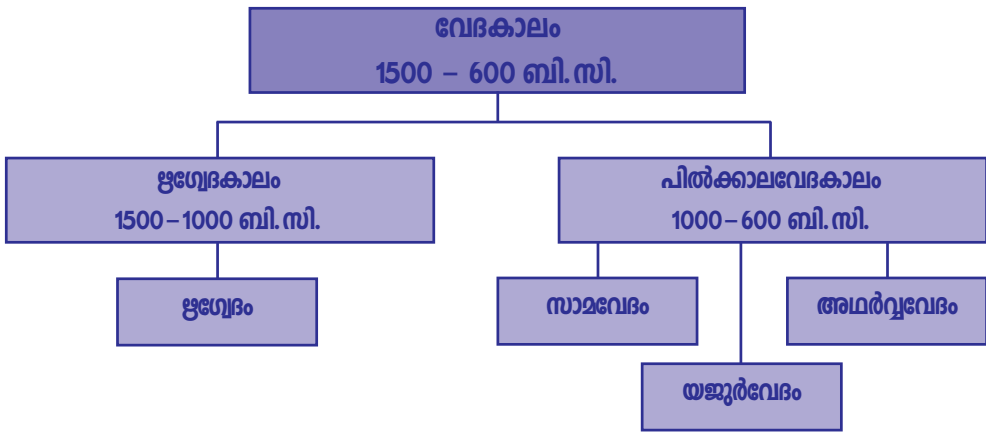 വേദകാലം
1500 – 600 ബി.സി.
ഋഗ്വേദകാലം
1500–1000 ബി.സി.
പിൽക്കാലവേദകാലം
1000–600 ബി.സി.
ഋഗ്വേദം
സാമവേദം
അഥർവ്വവേദം
യജുർവേദം